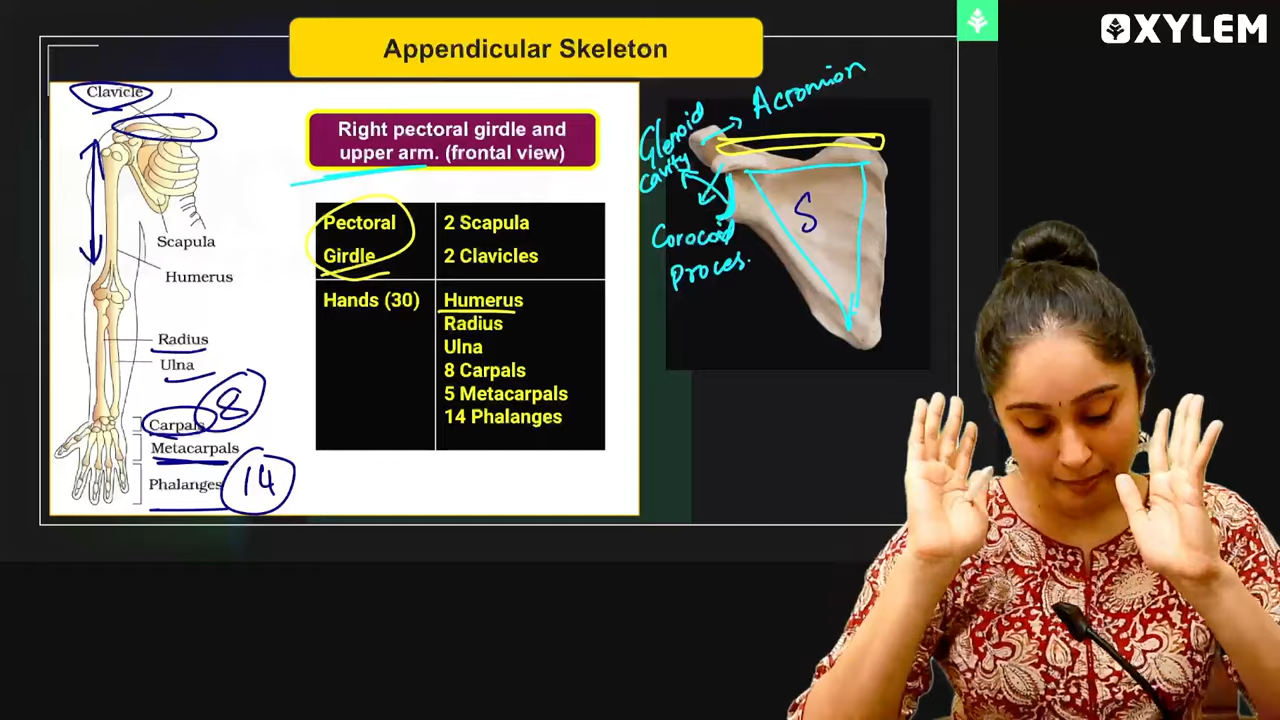 Appendicular Skeleton
XYLEM
Clavicle
Right pectoral girdle and
upper arm. (frontal view)
Acromion
Glenoid
cavity
S
Corocoid
Proces.
Scapula
Humerus
Pectoral
Girdle
2 Scapula
2 Clavicles
Hands (30)
Humerus
Radius
Ulna
8 Carpals
5 Metacarpals
14 Phalanges
Radius
Ulna
Carpals
8
Metacarpals
Phalanges
14